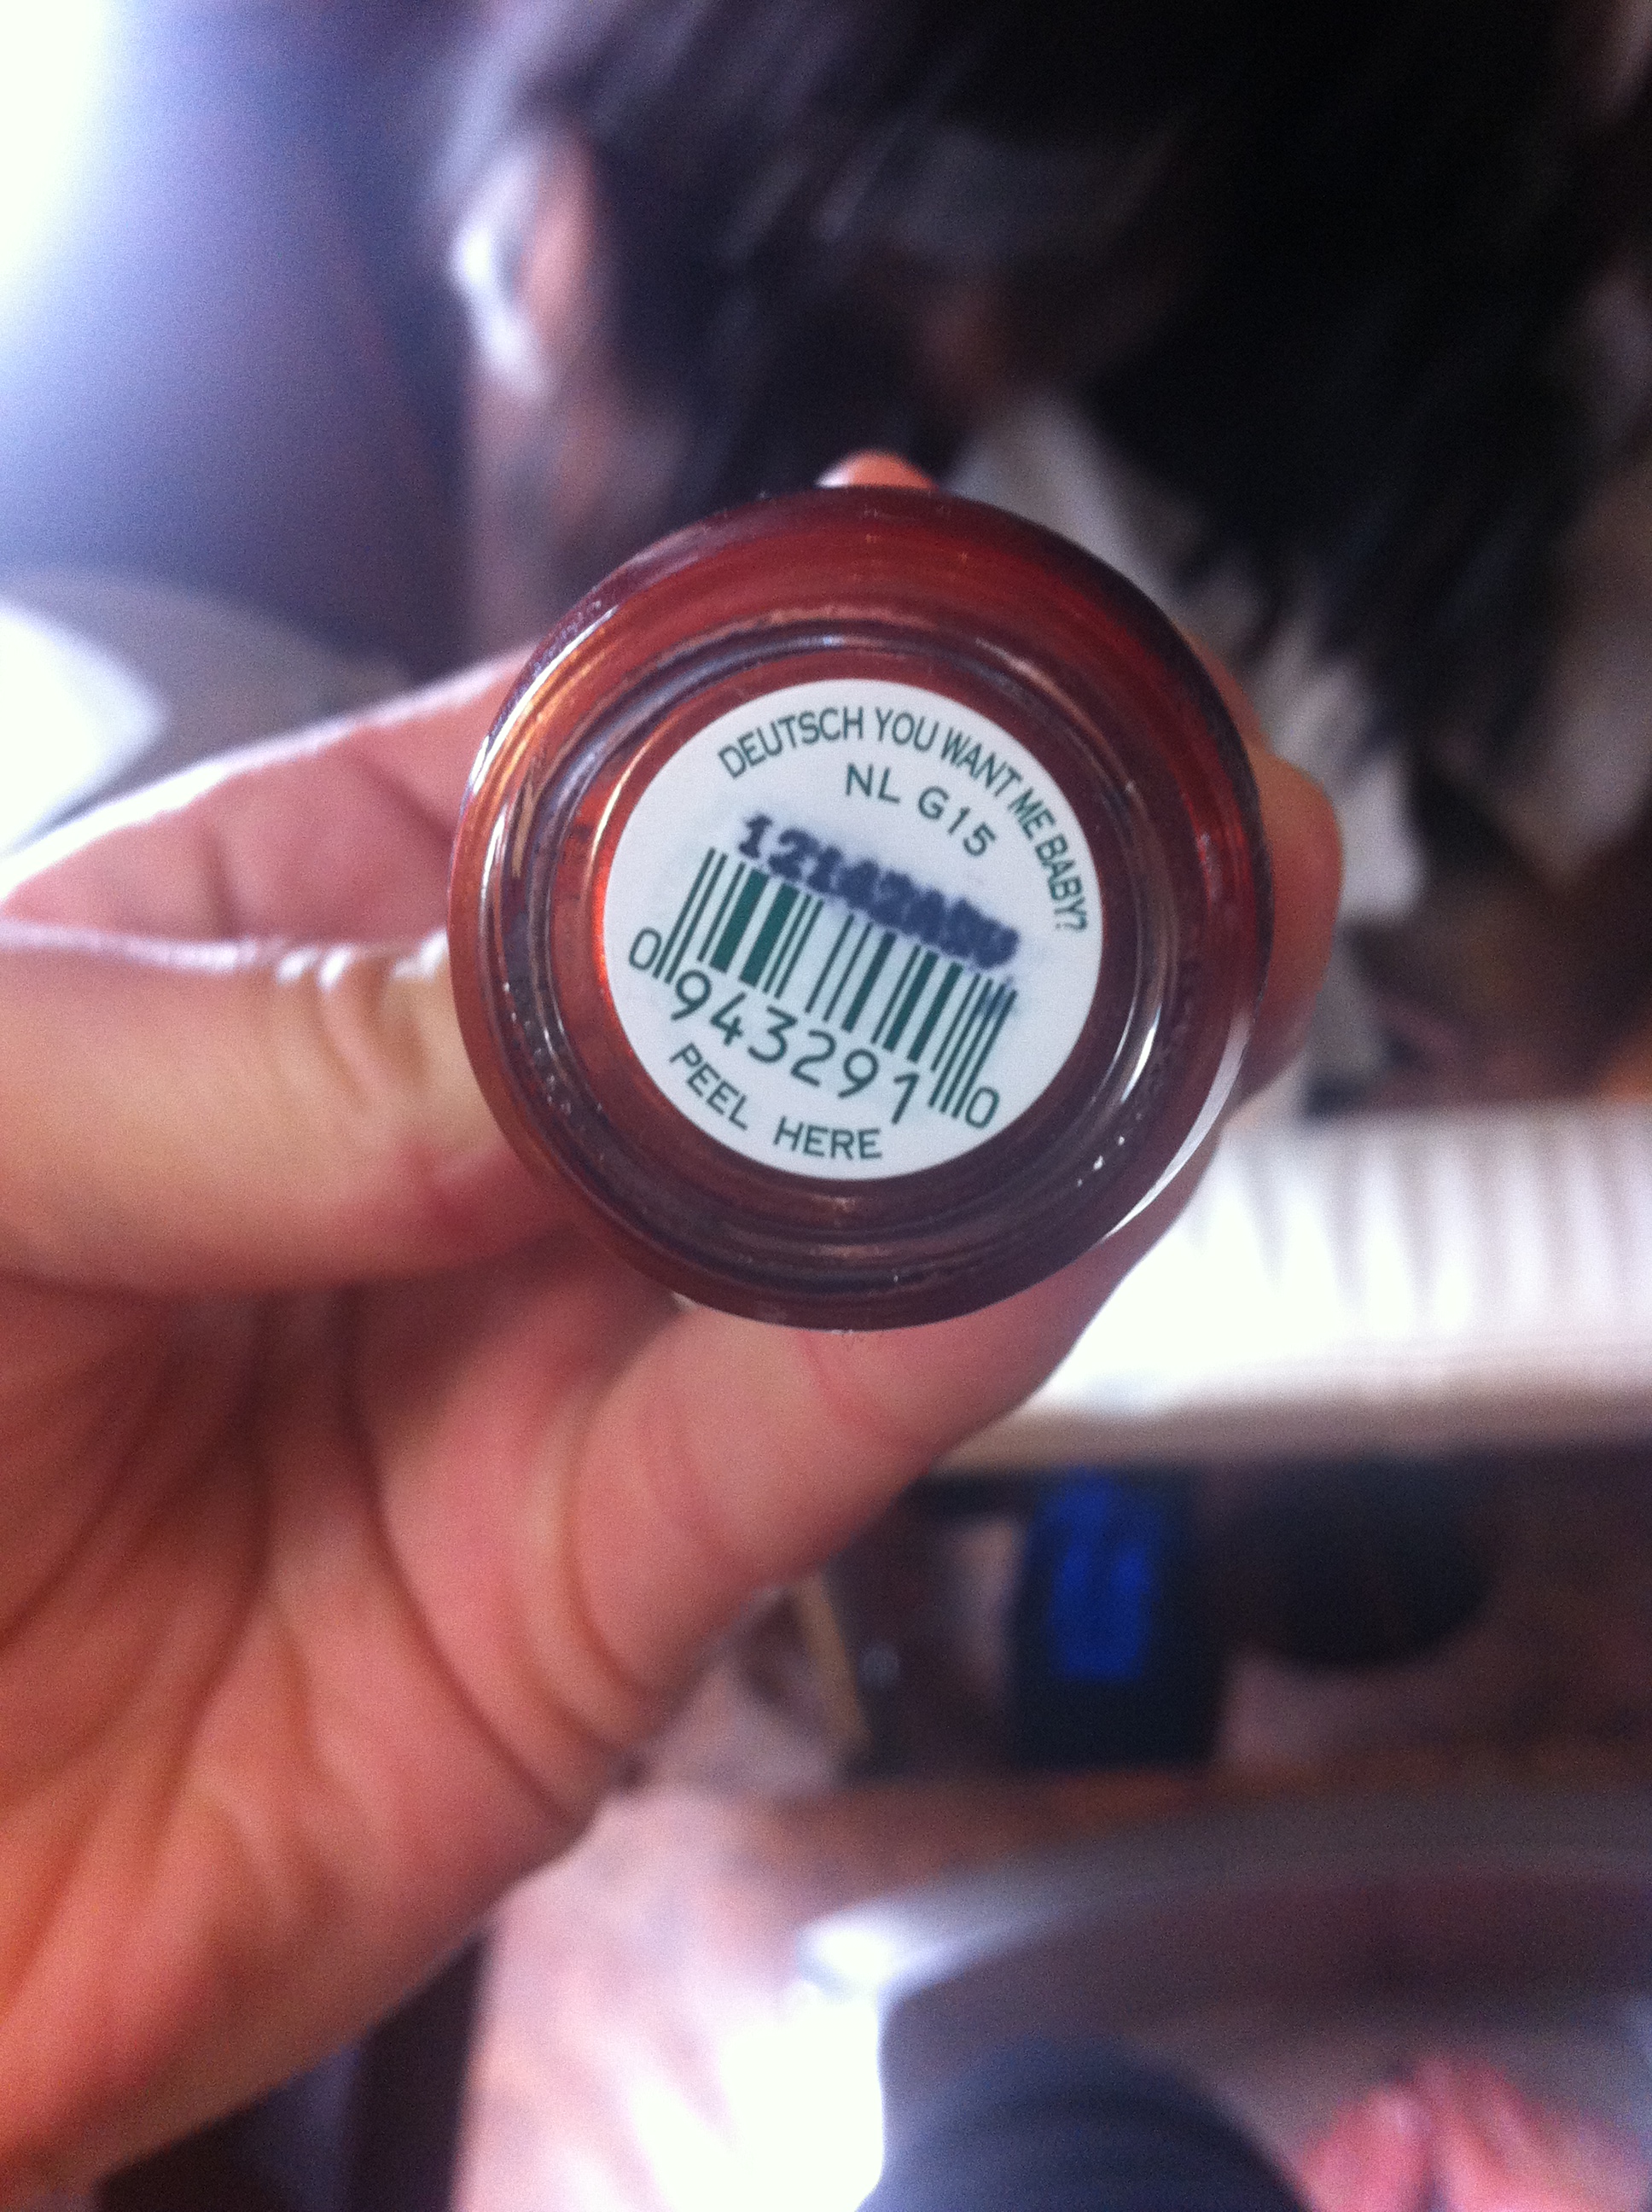 DEUTSCH YOU WANT ME BABY?
NL G15
0 943291 0
PEEL HERE